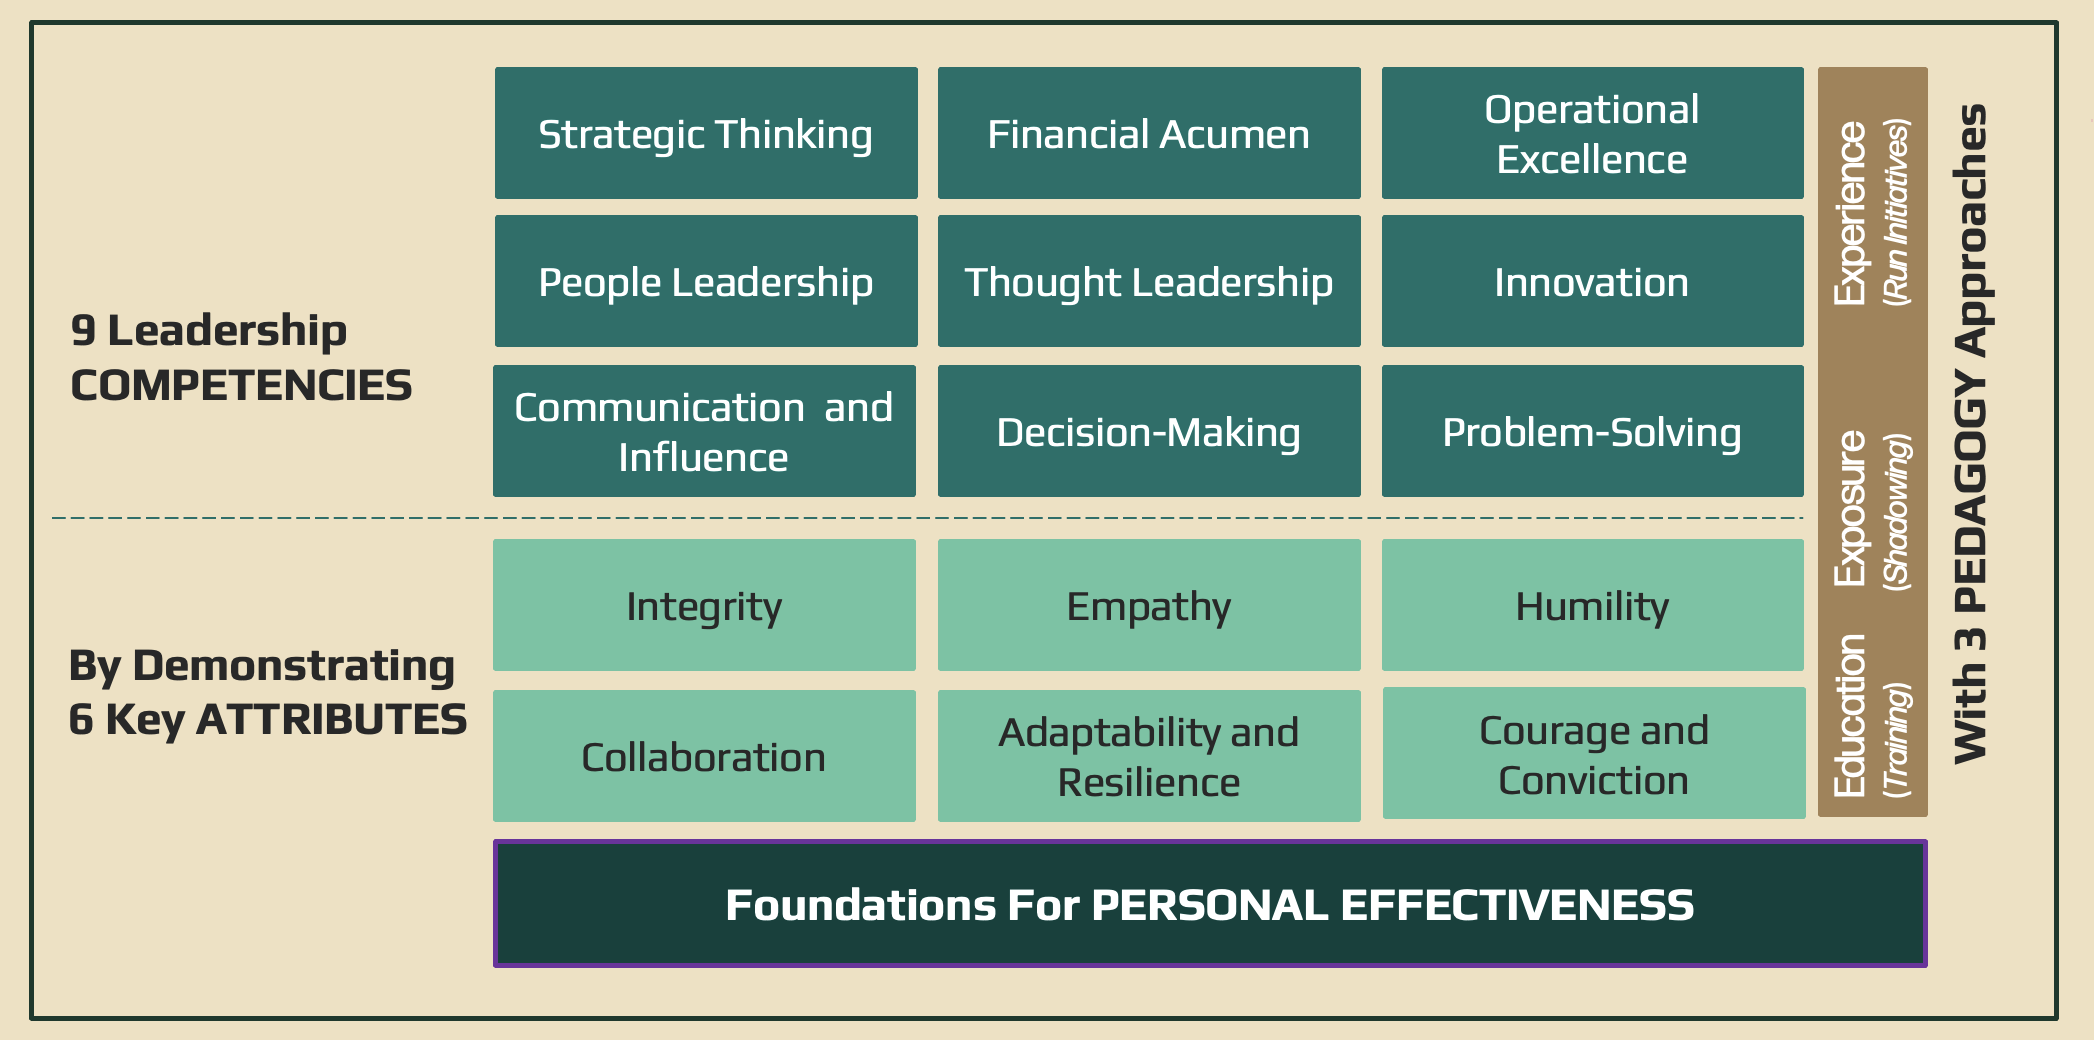 9 Leadership
COMPETENCIES
Strategic Thinking
Financial Acumen
Operational
Excellence
People Leadership
Thought Leadership
Innovation
Communication  and
Influence
Decision-Making
Problem-Solving
By Demonstrating
6 Key ATTRIBUTES
Integrity
Empathy
Humility
Collaboration
Adaptability and
Resilience
Courage and
Conviction
Foundations For PERSONAL EFFECTIVENESS
Education
(Training)
Exposure
(Shadowing)
Experience
(Run Initiatives)
With 3 PEDAGOGY Approaches